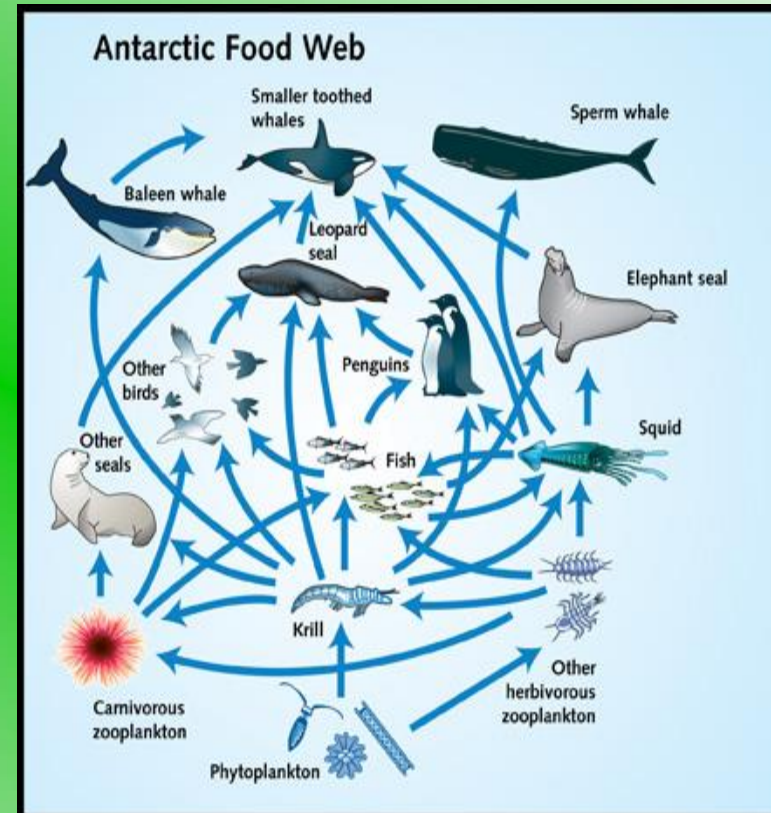 Antarctic Food Web
Smaller toothed
whales
Sperm whale
Baleen whale
Leopard
seal
Elephant seal
Other
birds
Penguins
Other
seals
Fish
Squid
Krill
Carnivorous
zooplankton
Other
herbivorous
zooplankton
Phytoplankton